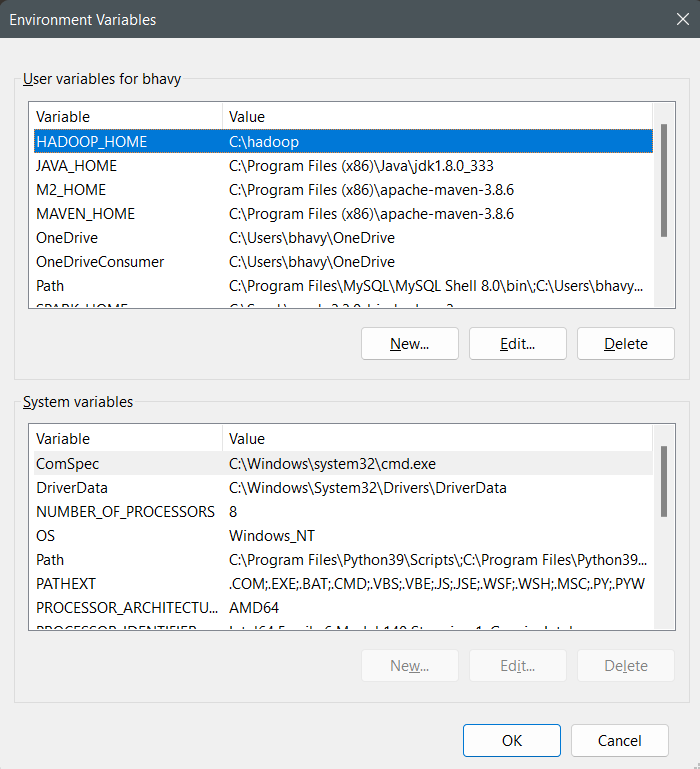 Environment Variables
User variables for bhavy
Variable Value
HADOOP_HOME C:\hadoop
JAVA_HOME C:\Program Files (x86)\Java\jdk1.8.0_333
M2_HOME C:\Program Files (x86)\apache-maven-3.8.6
MAVEN_HOME C:\Program Files (x86)\apache-maven-3.8.6
OneDrive C:\Users\bhavy\OneDrive
OneDriveConsumer C:\Users\bhavy\OneDrive
Path C:\Program Files\MySQL\MySQL Shell 8.0\bin\;C:\Users\bhavy...
New... Edit... Delete
System variables
Variable Value
ComSpec C:\Windows\system32\cmd.exe
DriverData C:\Windows\System32\Drivers\DriverData
NUMBER_OF_PROCESSORS 8
OS Windows_NT
Path C:\Program Files\Python39\Scripts\;C:\Program Files\Python39...
PATHEXT .COM;.EXE;.BAT;.CMD;.VBS;.VBE;.JS;.JSE;.WSF;.WSH;.MSC;.PY;.PYW
PROCESSOR_ARCHITECTU... AMD64
New... Edit... Delete
OK Cancel